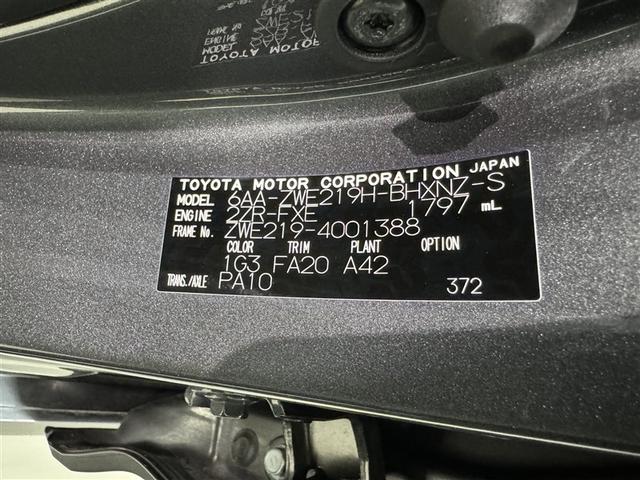 TOYOTA MOTOR CORPORATION JAPAN
MODEL 6AA-ZWE219H-BHXNZ-S
ENGINE 2ZR-FXE 1797 mL
FRAME No. ZWE219-4001388
COLOR TRIM PLANT OPTION
1G3 FA20 A42
TRANS./AXLE PA10 372